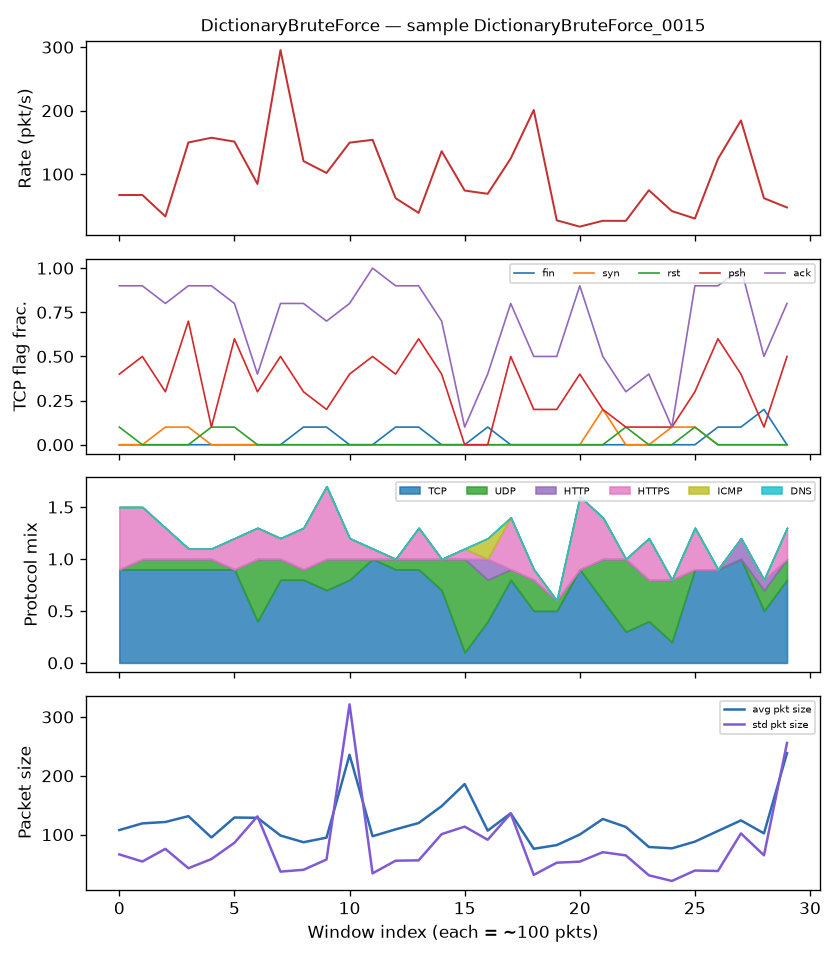 DictionaryBruteForce — sample DictionaryBruteForce_0015
Rate (pkt/s)
300
200
100
TCP flag frac.
1.00
0.75
0.50
0.25
0.00
fin syn rst psh ack
Protocol mix
1.5
1.0
0.5
0.0
TCP UDP HTTP HTTPS ICMP DNS
Packet size
300
200
100
avg pkt size
std pkt size
0 5 10 15 20 25 30
Window index (each = ~100 pkts)